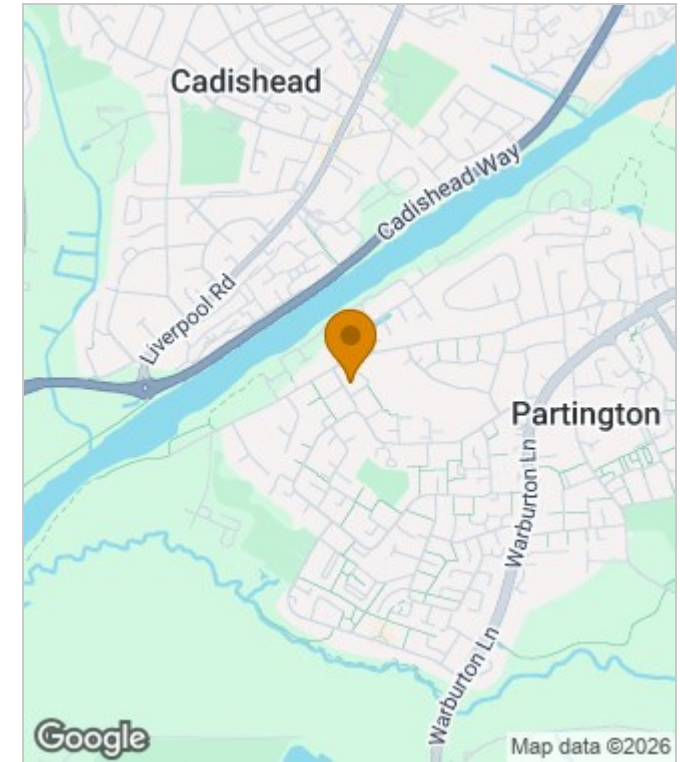 Cadishead
Cadishead Way
Liverpool Rd
Partington
Warburton Ln
Warburton Ln
Google
Map data ©2026